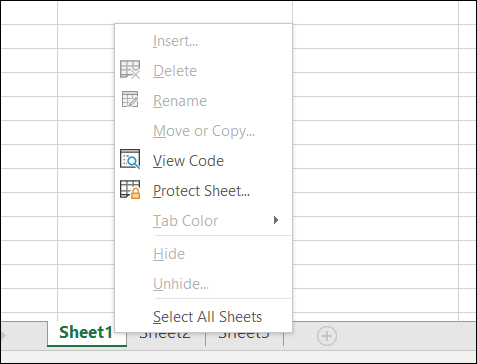 Insert...
Delete
Rename
Move or Copy...
View Code
Protect Sheet...
Tab Color
Hide
Unhide...
Select All Sheets
Sheet1 Sheet2 Sheet3